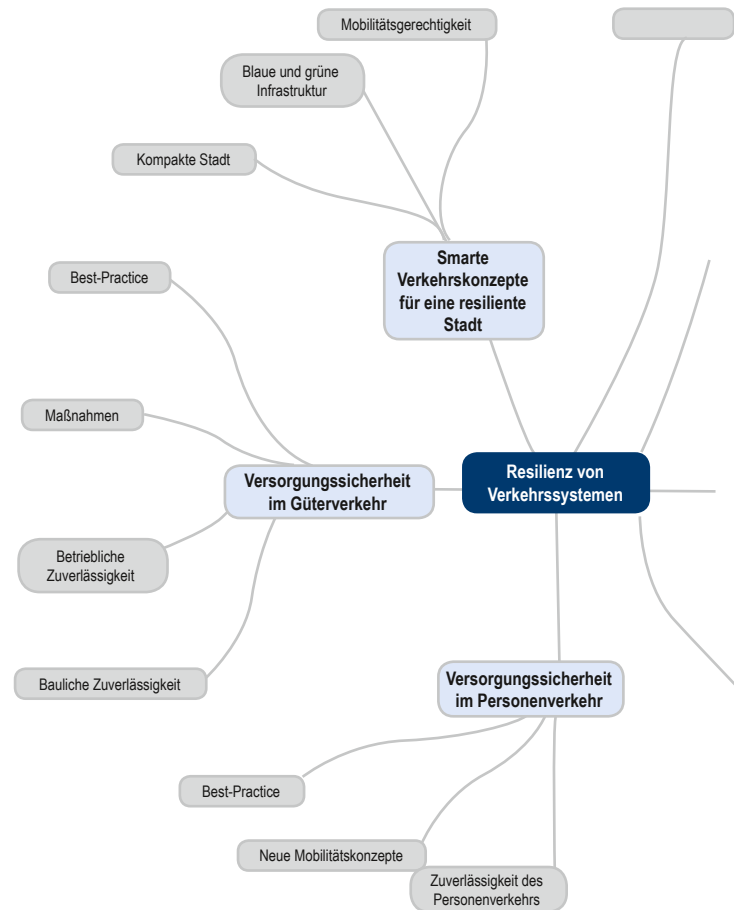 Mobilitätsgerechtigkeit
Blaue und grüne
Infrastruktur
Kompakte Stadt
Smarte
Verkehrskonzepte
für eine resiliente
Stadt
Best-Practice
Maßnahmen
Resilienz von
Verkehrssystemen
Versorgungssicherheit
im Güterverkehr
Betriebliche
Zuverlässigkeit
Bauliche Zuverlässigkeit
Versorgungssicherheit
im Personenverkehr
Best-Practice
Neue Mobilitätskonzepte
Zuverlässigkeit des
Personenverkehrs